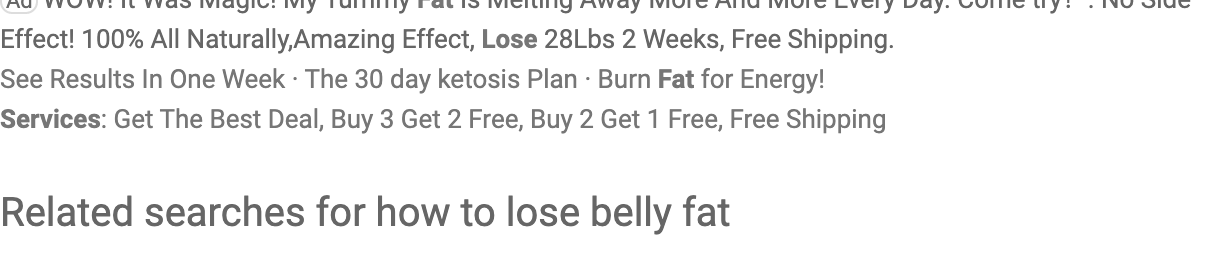 Ad WOW! It Was Magic! My Tummy Fat Is Melting Away More And More Every Day. Come try! . No Side
Effect! 100% All Naturally,Amazing Effect, Lose 28Lbs 2 Weeks, Free Shipping.
See Results In One Week · The 30 day ketosis Plan · Burn Fat for Energy!
Services: Get The Best Deal, Buy 3 Get 2 Free, Buy 2 Get 1 Free, Free Shipping
Related searches for how to lose belly fat